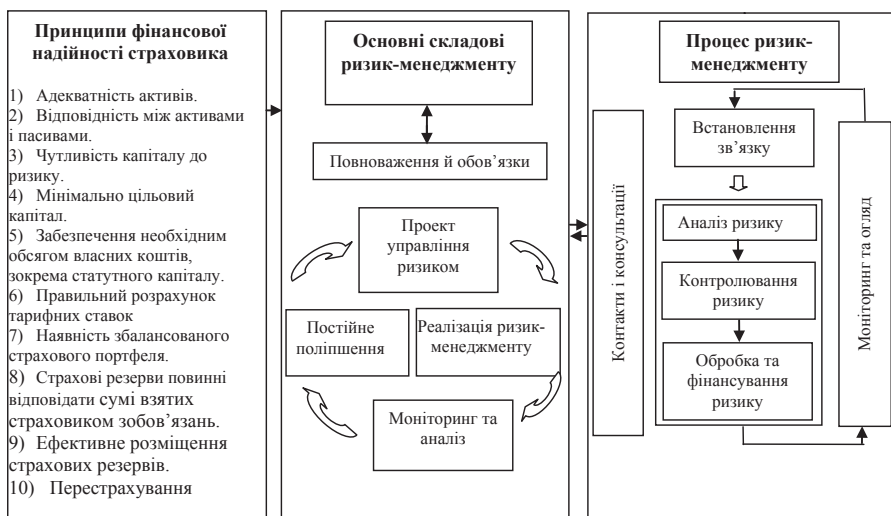 Принципи фінансової
надійності страховика
1) Адекватність активів.
2) Відповідність між активами
і пасивами.
3) Чутливість капіталу до
ризику.
4) Мінімально цільовий
капітал.
5) Забезпечення необхідним
обсягом власних коштів,
зокрема статутного капіталу.
6) Правильний розрахунок
тарифних ставок
7) Наявність збалансованого
страхового портфеля.
8) Страхові резерви повинні
відповідати сумі взятих
страховиком зобов’язань.
9) Ефективне розміщення
страхових резервів.
10) Перестрахування
Основні складові
ризик-менеджменту
Повноваження й обов’язки
Проект
управління
ризиком
Постійне
поліпшення
Реалізація ризик-
менеджменту
Моніторинг та
аналіз
Процес ризик-
менеджменту
Контакти і консультації
Встановлення
зв’язку
Аналіз ризику
Контролювання
ризику
Обробка та
фінансування
ризику
Моніторинг та огляд